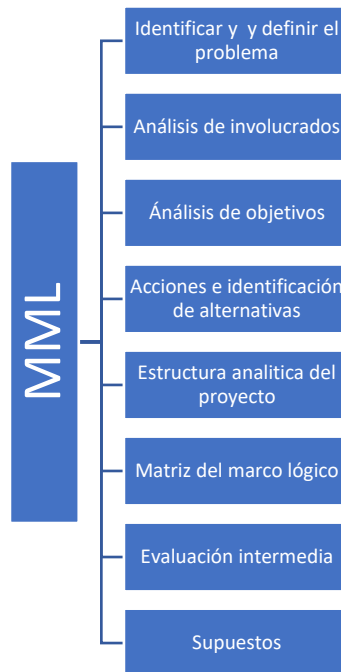 MML
Identificar y y definir el
problema
Análisis de involucrados
Ánálisis de objetivos
Acciones e identificación
de alternativas
Estructura analitica del
proyecto
Matriz del marco lógico
Evaluación intermedia
Supuestos